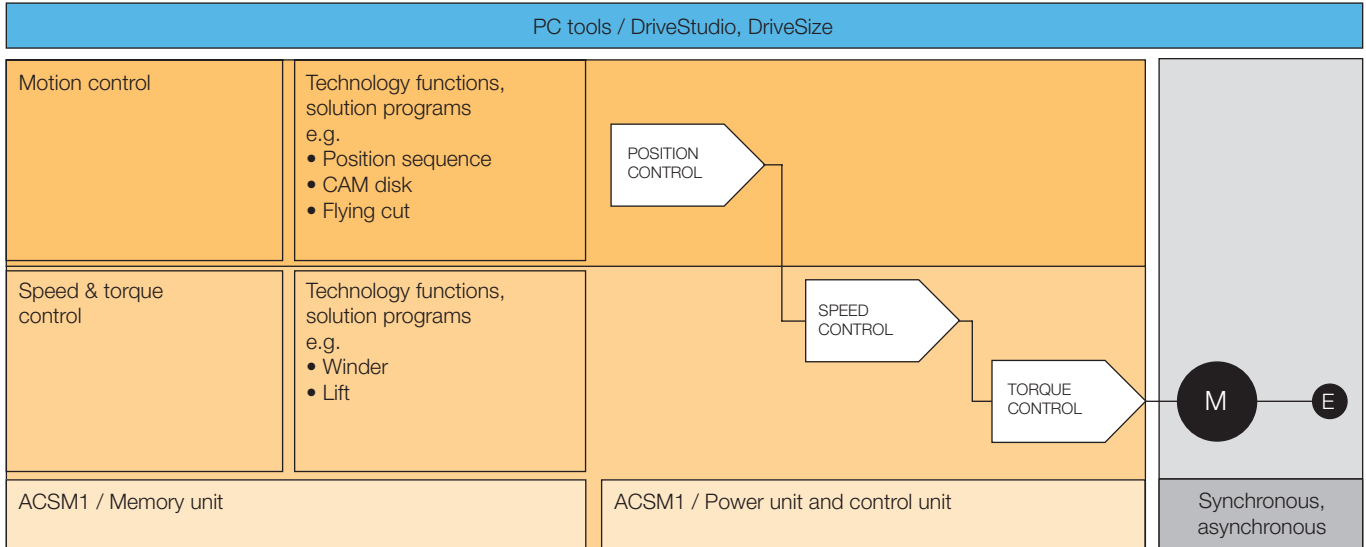 PC tools / DriveStudio, DriveSize
Motion control
Technology functions,
solution programs
e.g.
• Position sequence
• CAM disk
• Flying cut
POSITION
CONTROL
Speed & torque
control
Technology functions,
solution programs
e.g.
• Winder
• Lift
SPEED
CONTROL
TORQUE
CONTROL
M
E
ACSM1 / Memory unit
ACSM1 / Power unit and control unit
Synchronous,
asynchronous